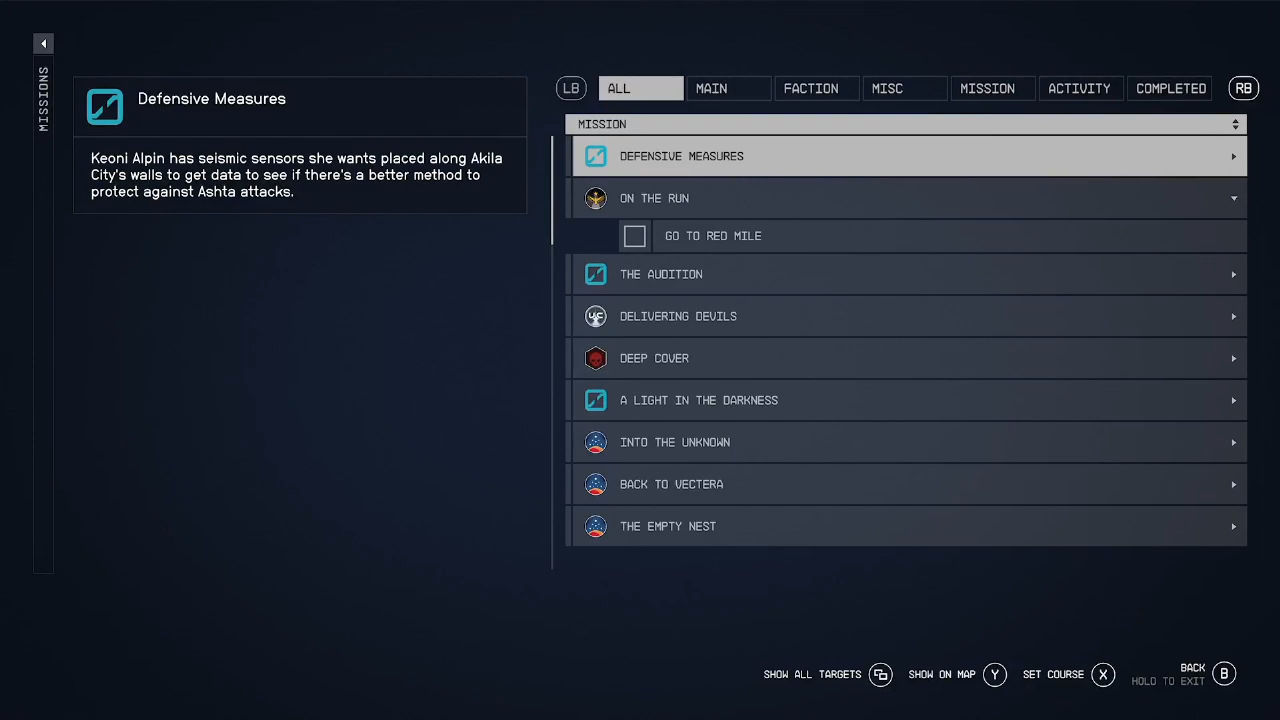 MISSIONS
Defensive Measures
Keoni Alpin has seismic sensors she wants placed along Akila
City's walls to get data to see if there's a better method to
protect against Ashta attacks.
LB ALL MAIN FACTION MISC MISSION ACTIVITY COMPLETED RB
MISSION
DEFENSIVE MEASURES
ON THE RUN
GO TO RED MILE
THE AUDITION
UC DELIVERING DEVILS
DEEP COVER
A LIGHT IN THE DARKNESS
INTO THE UNKNOWN
BACK TO VECTERA
THE EMPTY NEST
SHOW ALL TARGETS SHOW ON MAP Y SET COURSE X BACK B
HOLD TO EXIT